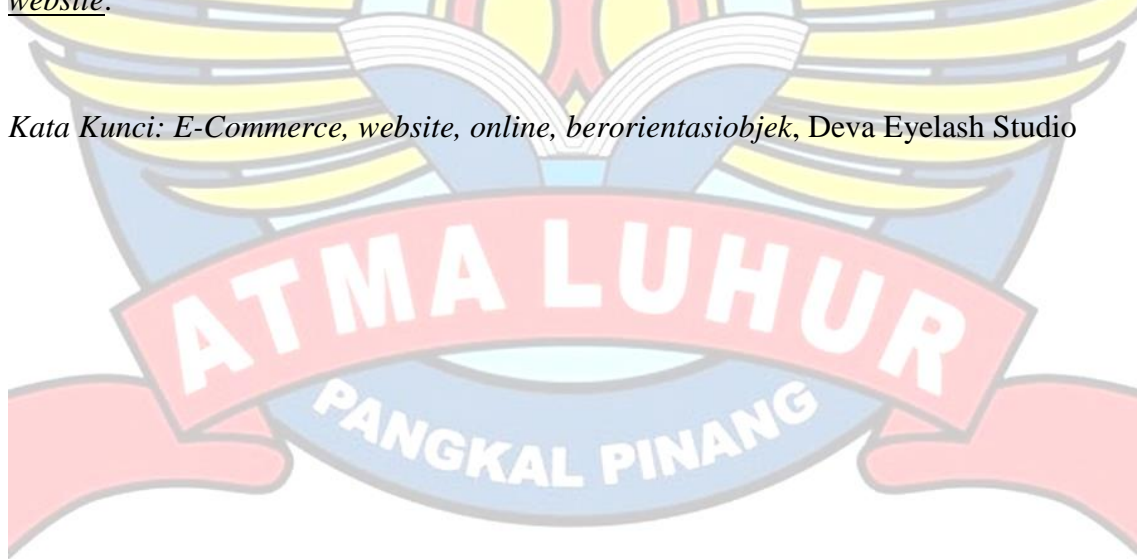 website.
Kata Kunci: E-Commerce, website, online, berorientasiobjek, Deva Eyelash Studio
ATMA LUHUR
PANGKAL PINANG